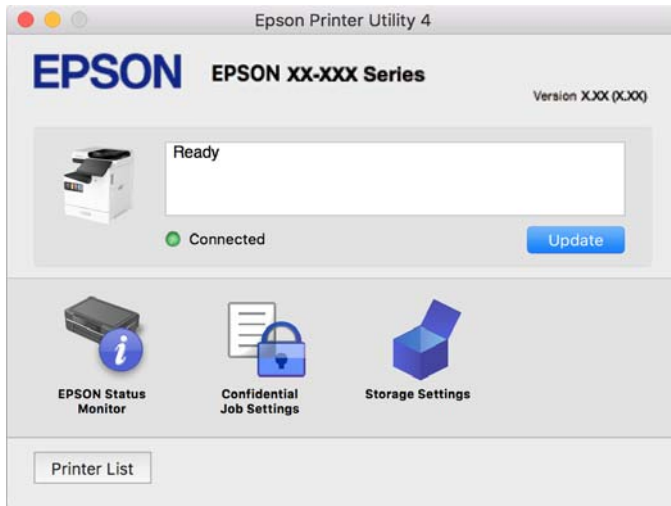 Epson Printer Utility 4
EPSON EPSON XX-XXX Series
Version X.XX (X.XX)
Ready
Connected
Update
EPSON Status
Monitor
Confidential
Job Settings
Storage Settings
Printer List